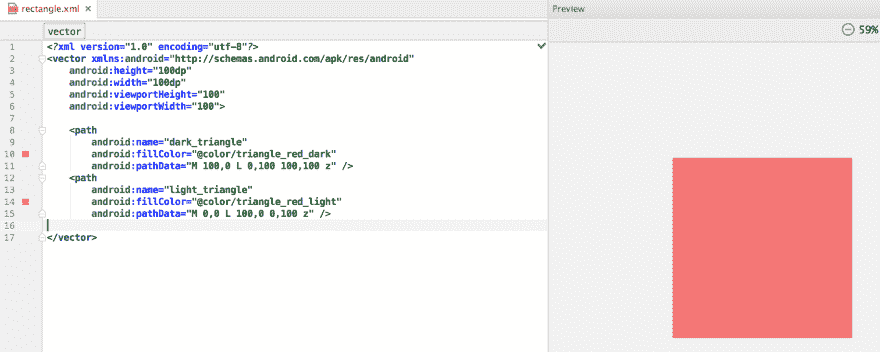 rectangle.xml
Preview
vector
59%
1 <?xml version="1.0" encoding="utf-8"?>
2 <vector xmlns:android="http://schemas.android.com/apk/res/android"
3 android:height="100dp"
4 android:width="100dp"
5 android:viewportHeight="100"
6 android:viewportWidth="100">
7
8 <path
9 android:name="dark_triangle"
10 android:fillColor="@color/triangle_red_dark"
11 android:pathData="M 100,0 L 0,100 100,100 z" />
12 <path
13 android:name="light_triangle"
14 android:fillColor="@color/triangle_red_light"
15 android:pathData="M 0,0 L 100,0 0,100 z" />
16
17 </vector>